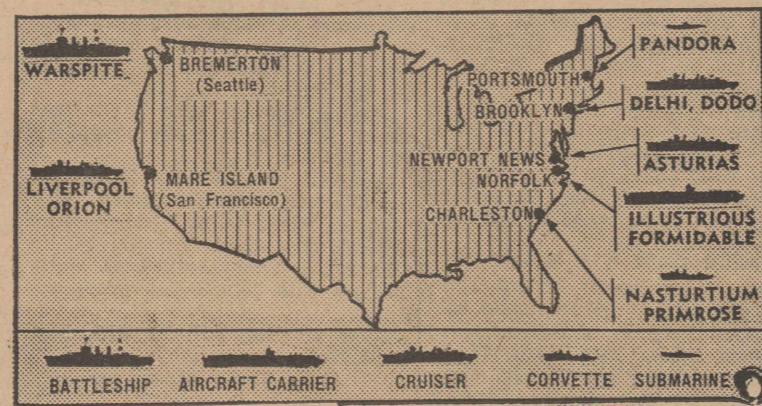 WARSPITE
BREMERTON
(Seattle)
PORTSMOUTH
PANDORA
BROOKLYN
DELHI, DODO
LIVERPOOL
ORION
MARE ISLAND
(San Francisco)
NEWPORT NEWS
NORFOLK
ASTURIAS
CHARLESTON
ILLUSTRIOUS
FORMIDABLE
NASTURTIUM
PRIMROSE
BATTLESHIP
AIRCRAFT CARRIER
CRUISER
CORVETTE
SUBMARINE